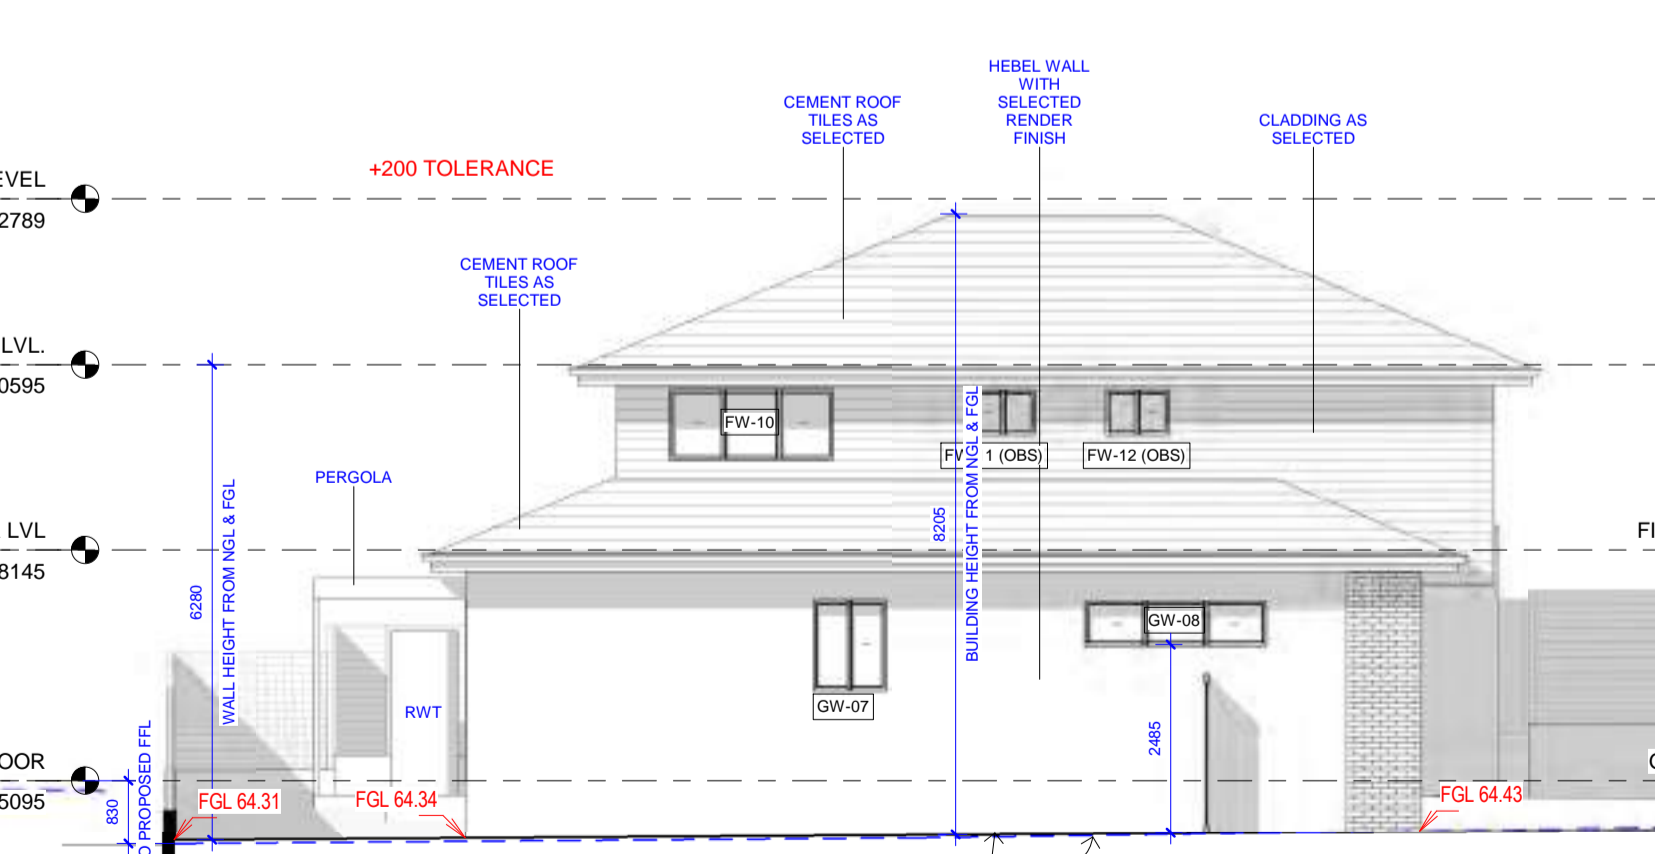 HEBEL WALL
WITH
SELECTED
RENDER
FINISH
CEMENT ROOF
TILES AS
SELECTED
CLADDING AS
SELECTED
+200 TOLERANCE
EVEL
2789
CEMENT ROOF
TILES AS
SELECTED
LVL.
0595
FW-10
FW 1 (OBS)
FW-12 (OBS)
PERGOLA
LVL
8145
FI
6280
WALL HEIGHT FROM NGL & FGL
8205
BUILDING HEIGHT FROM NGL & FGL
GW-08
GW-07
RWT
2485
OOR
5095
830
PROPOSED FFL
FGL 64.31
FGL 64.34
FGL 64.43